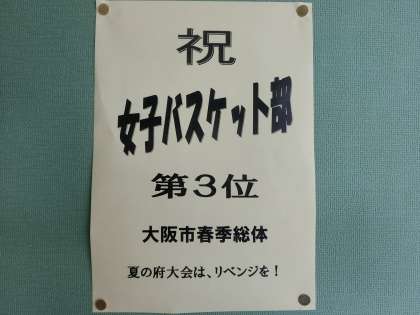 祝
女子バスケット部
第3位
大阪市春季総体
夏の府大会は、リベンジを!